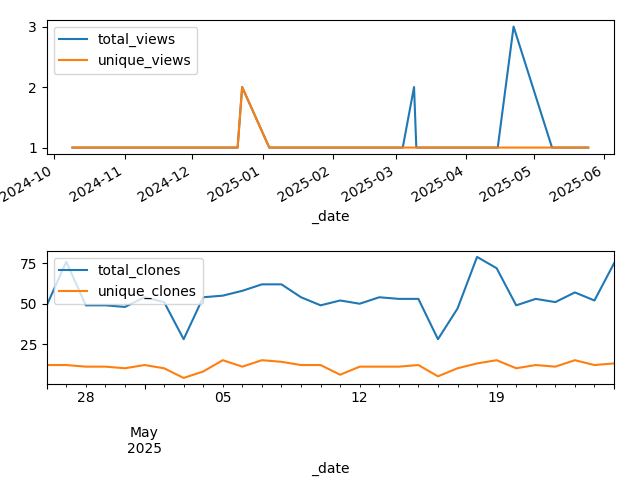 3
total_views
unique_views
2
1
2024-10
2024-11
2024-12
2025-01
2025-02
2025-03
2025-04
2025-05
2025-06
_date
75
total_clones
unique_clones
50
25
28
05
12
19
May
2025
_date